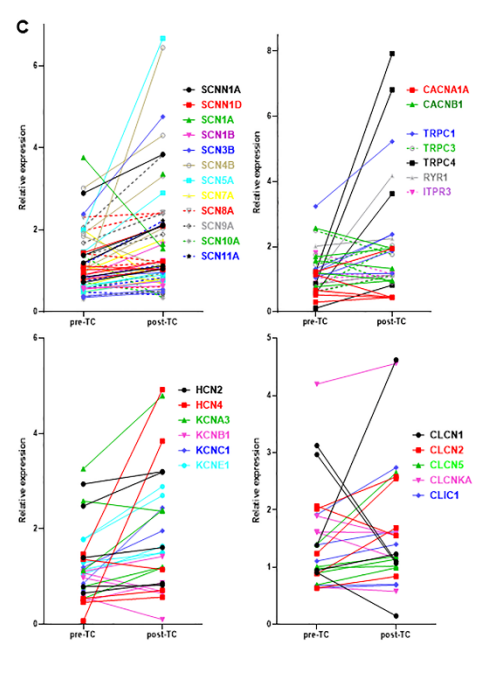 C
Relative expression
6
4
2
0
pre-TC
post-TC
SCNN1A
SCNN1D
SCN1A
SCN1B
SCN3B
SCN4B
SCN5A
SCN7A
SCN8A
SCN9A
SCN10A
SCN11A
Relative expression
8
6
4
2
0
pre-TC
post-TC
CACNA1A
CACNB1
TRPC1
TRPC3
TRPC4
RYR1
ITPR3
Relative expression
6
4
2
0
pre-TC
post-TC
HCN2
HCN4
KCNA3
KCNB1
KCNC1
KCNE1
Relative expression
5
4
3
2
1
0
pre-TC
post-TC
CLCN1
CLCN2
CLCN5
CLCNKA
CLIC1